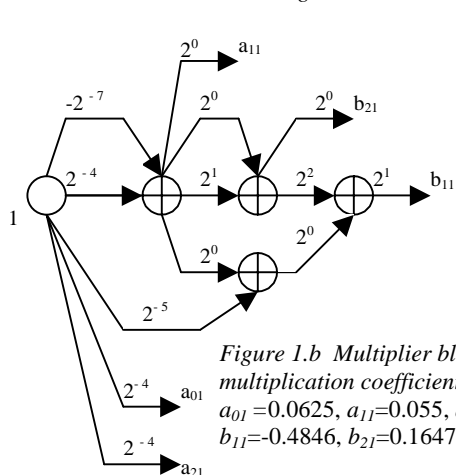 2⁰ a₁₁
-2⁻⁷ 2⁰ 2⁰ b₂₁
2⁻⁴ 2¹ 2² 2¹ b₁₁
1
2⁰ 2⁰
2⁻⁵
Figure 1.b Multiplier bl
2⁻⁴ a₀₁ multiplication coefficien
a₀₁ =0.0625, a₁₁=0.055,
2⁻⁴ a₂₁ b₁₁=-0.4846, b₂₁=0.1647